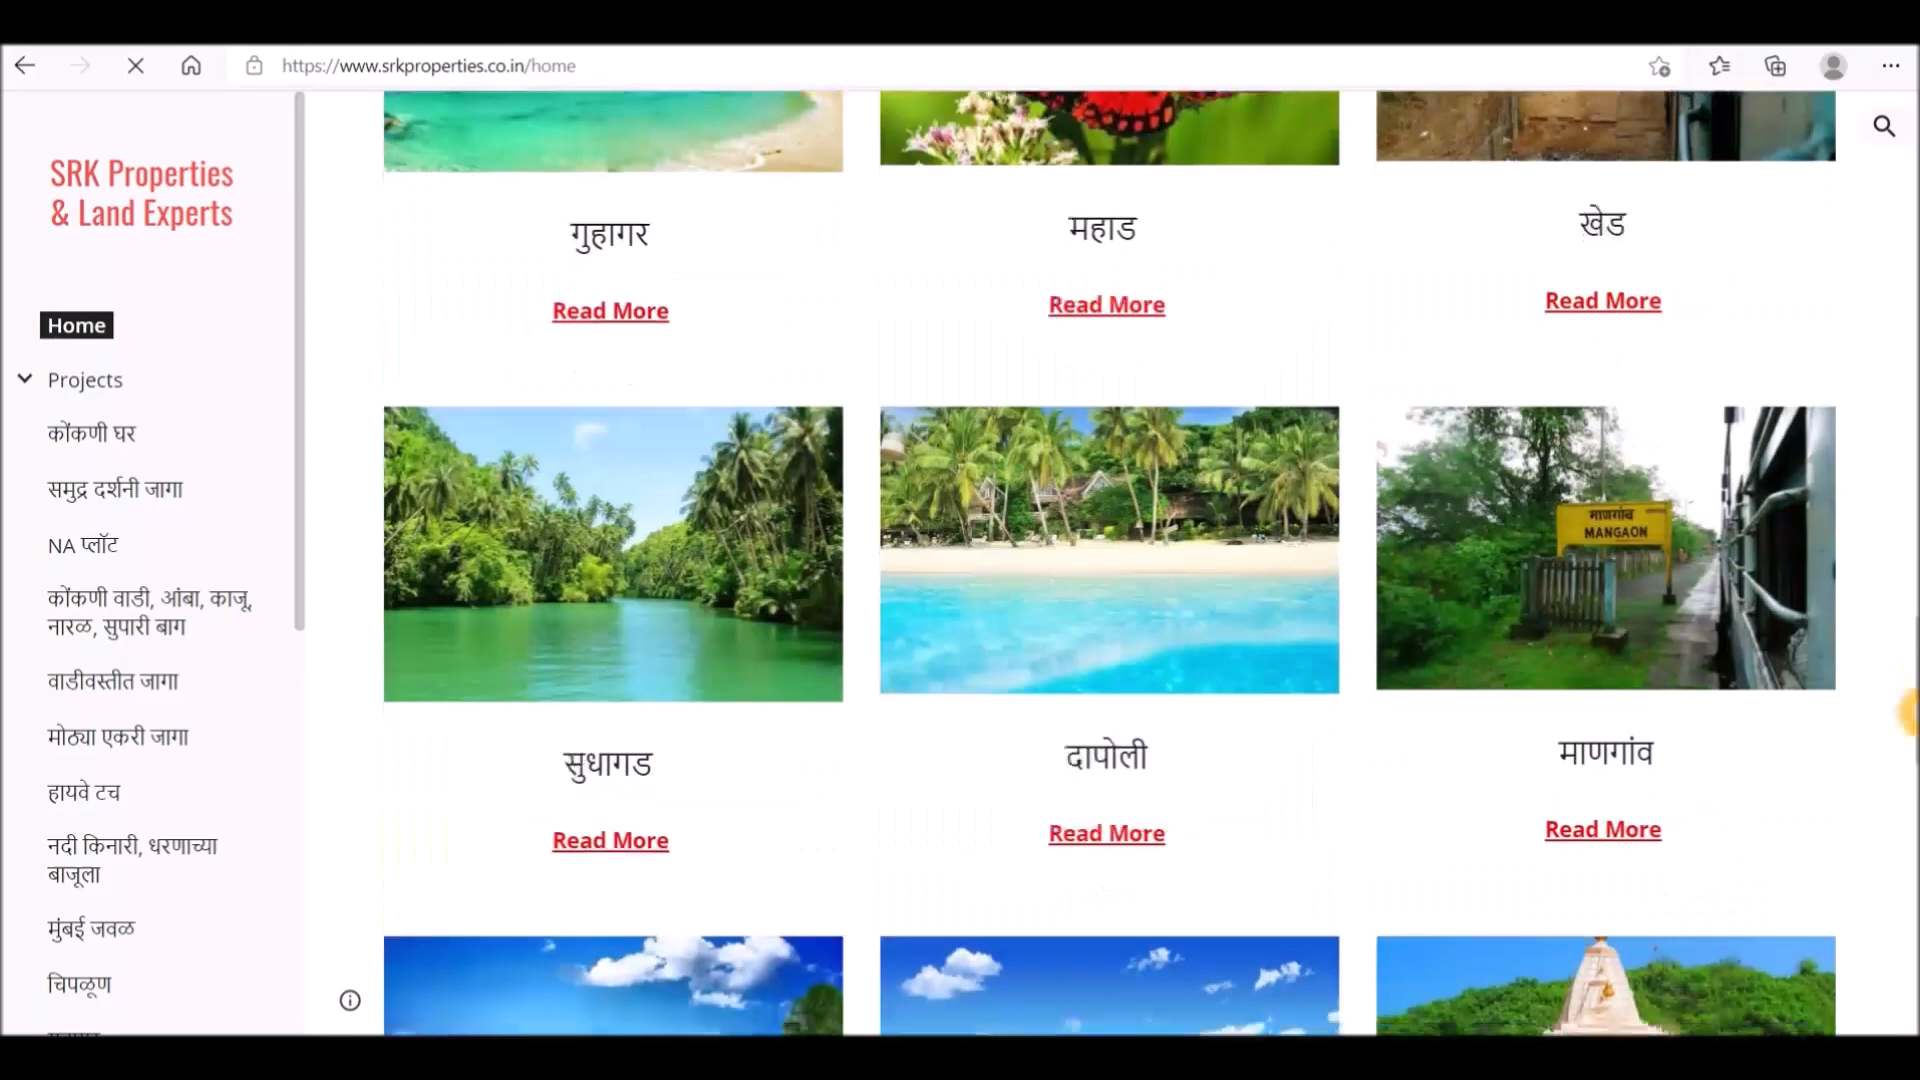 https://www.srkproperties.co.in/home
SRK Properties
& Land Experts
Home
Projects
कोंकणी घर
समुद्र दर्शनी जागा
NA प्लॉट
कोंकणी वाडी, आंबा, काजू,
नारळ, सुपारी बाग
वाडीवस्तीत जागा
मोठ्या एकरी जागा
हायवे टच
नदी किनारी, धरणाच्या
बाजूला
मुंबई जवळ
चिपळूण
गुहागर
महाड
खेड
Read More
Read More
Read More
माणगांव
MANGAON
सुधागड
दापोली
माणगांव
Read More
Read More
Read More